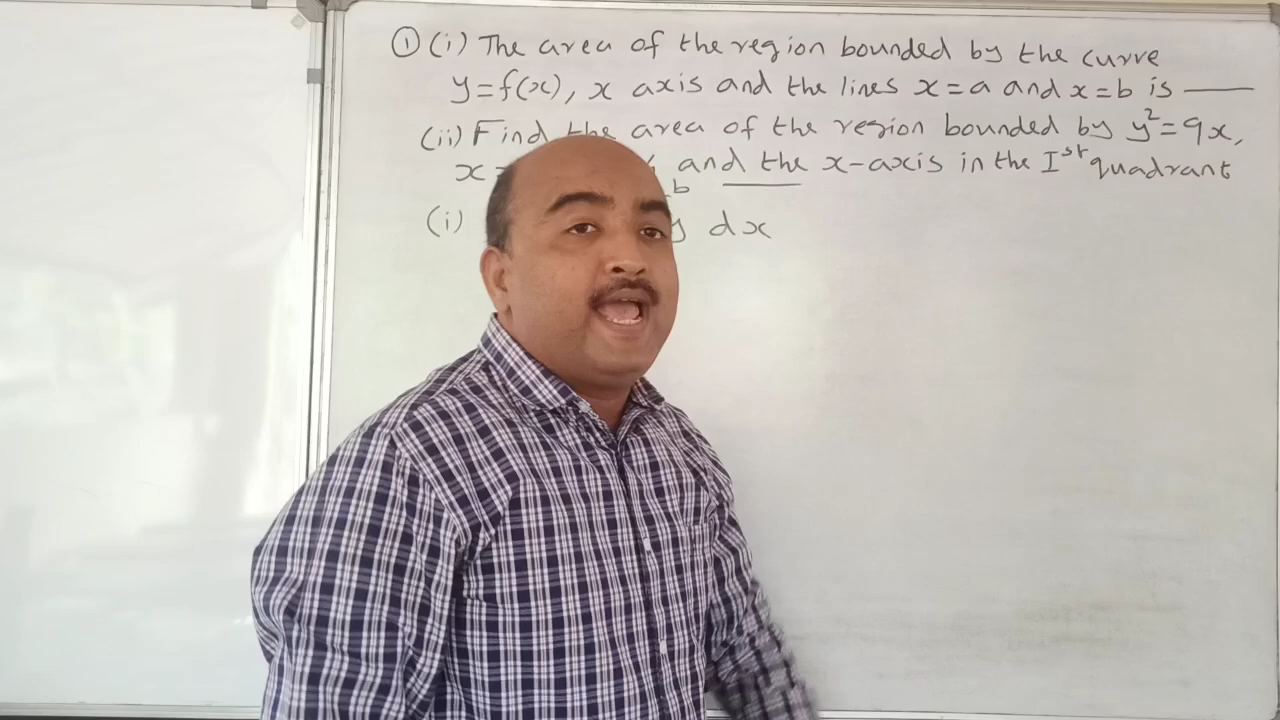 ① (i) The area of the region bounded by the curve
y=f(x), x axis and the lines x=a and x=b is ——
(ii) Find the area of the region bounded by y²=9x,
x and the x-axis in the Iˢᵗ quadrant
(i) b y dx